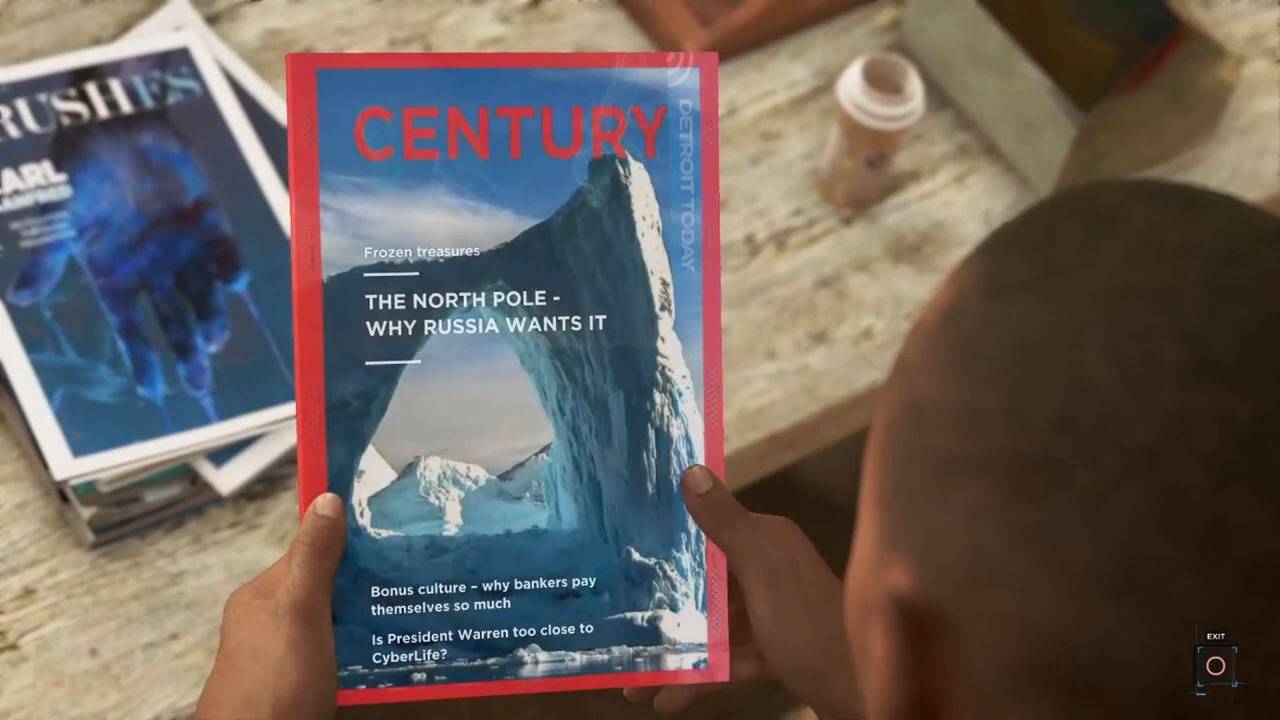 RUSHES
CARL
CENTURY
DETROIT TODAY
Frozen treasures
THE NORTH POLE -
WHY RUSSIA WANTS IT
Bonus culture – why bankers pay
themselves so much
Is President Warren too close to
CyberLife?
EXIT